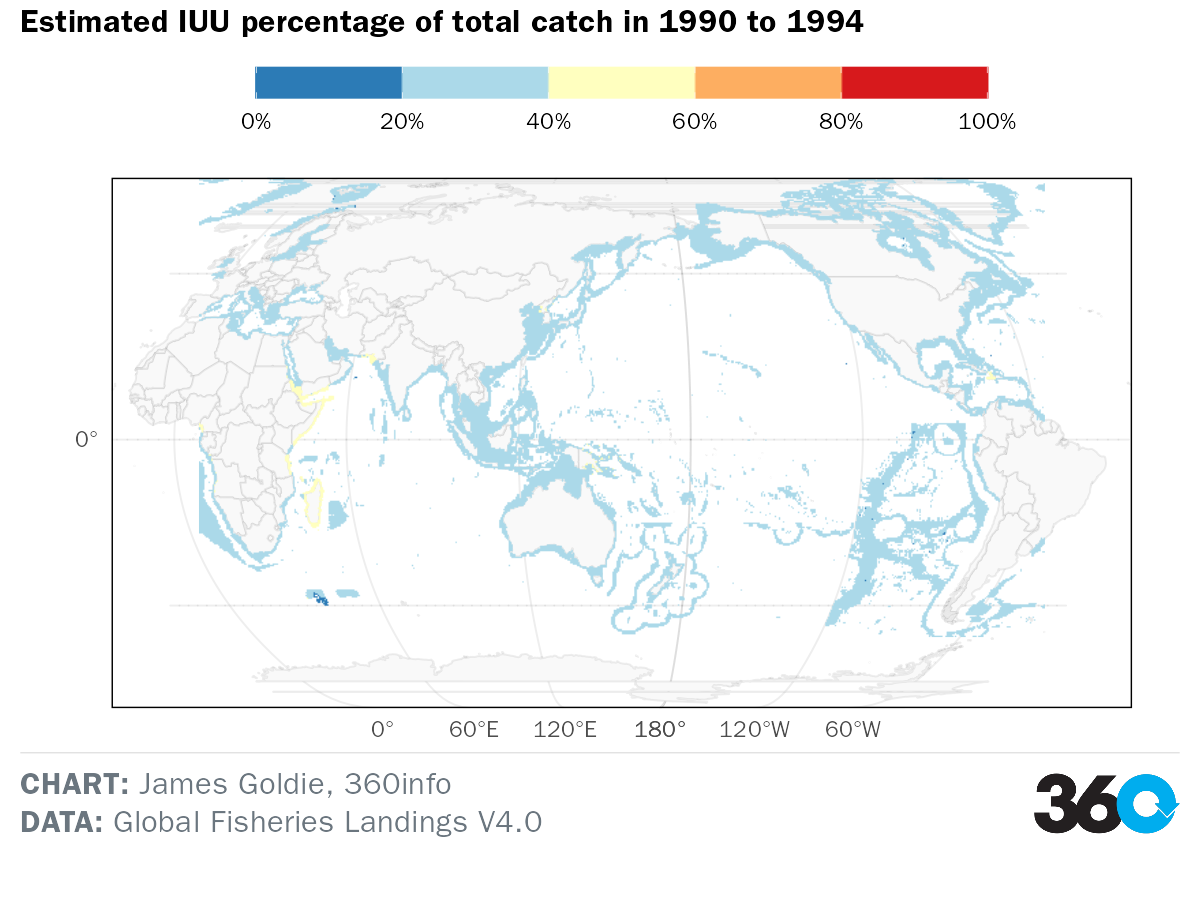 Estimated IUU percentage of total catch in 1990 to 1994
0% 20% 40% 60% 80% 100%
0°
0° 60°E 120°E 180° 120°W 60°W
CHART: James Goldie, 360info
DATA: Global Fisheries Landings V4.0
360